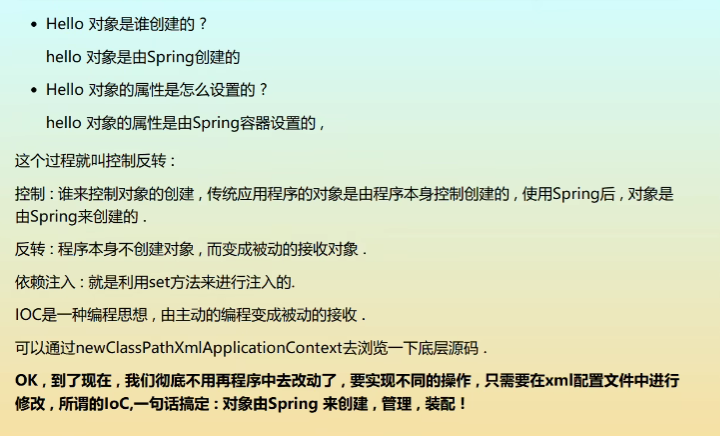 Hello 对象是谁创建的 ?
hello 对象是由Spring创建的
Hello 对象的属性是怎么设置的 ?
hello 对象的属性是由Spring容器设置的 ,
这个过程就叫控制反转 :
控制 : 谁来控制对象的创建 , 传统应用程序的对象是由程序本身控制创建的 , 使用Spring后 , 对象是
由Spring来创建的 .
反转 : 程序本身不创建对象 , 而变成被动的接收对象 .
依赖注入 : 就是利用set方法来进行注入的.
IOC是一种编程思想 , 由主动的编程变成被动的接收 .
可以通过newClassPathXmlApplicationContext去浏览一下底层源码 .
OK , 到了现在 , 我们彻底不用再程序中去改动了 , 要实现不同的操作 , 只需要在xml配置文件中进行
修改 , 所谓的IoC,一句话搞定 : 对象由Spring 来创建 , 管理 , 装配 !